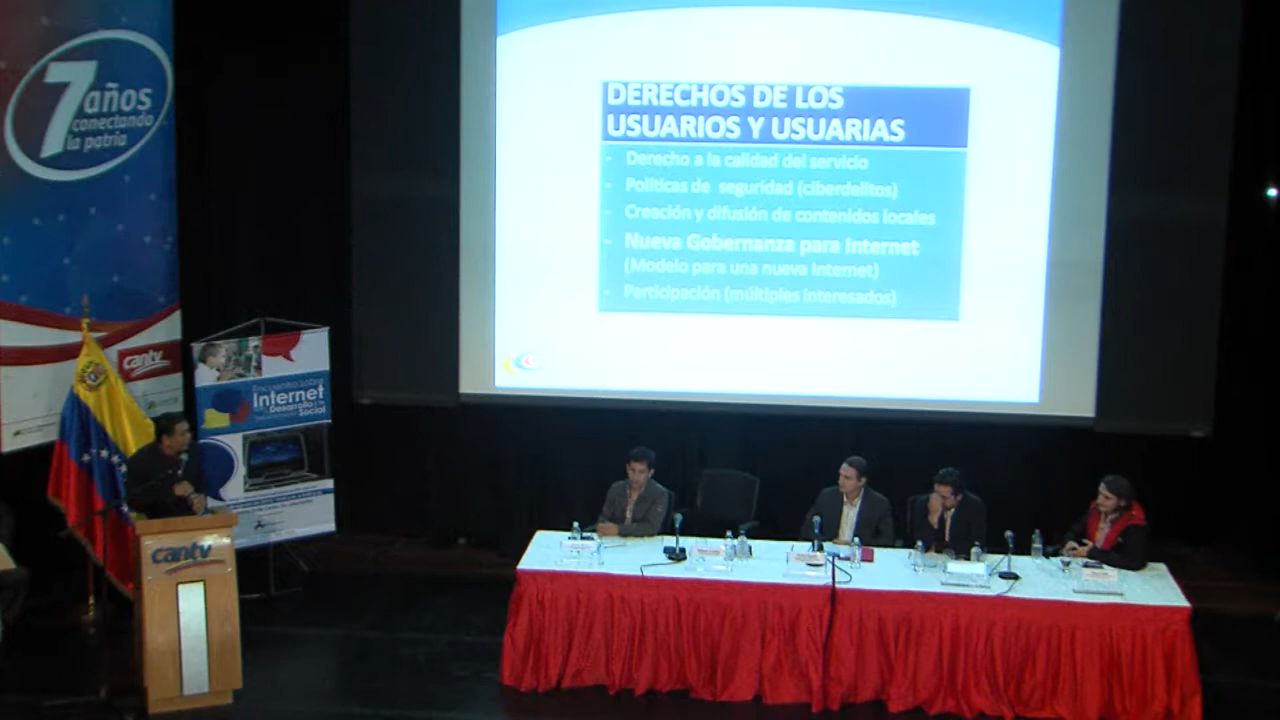 7 años
conectando
la patria
cantv
Encuentro sobre
Internet
Desarrollo
Social
DERECHOS DE LOS
USUARIOS Y USUARIAS
- Derecho a la calidad del servicio
- Políticas de seguridad (ciberdelitos)
- Creación y difusión de contenidos locales
- Nueva Gobernanza para Internet
(Modelo para una nueva Internet)
- Participación (múltiples interesados)
cantv